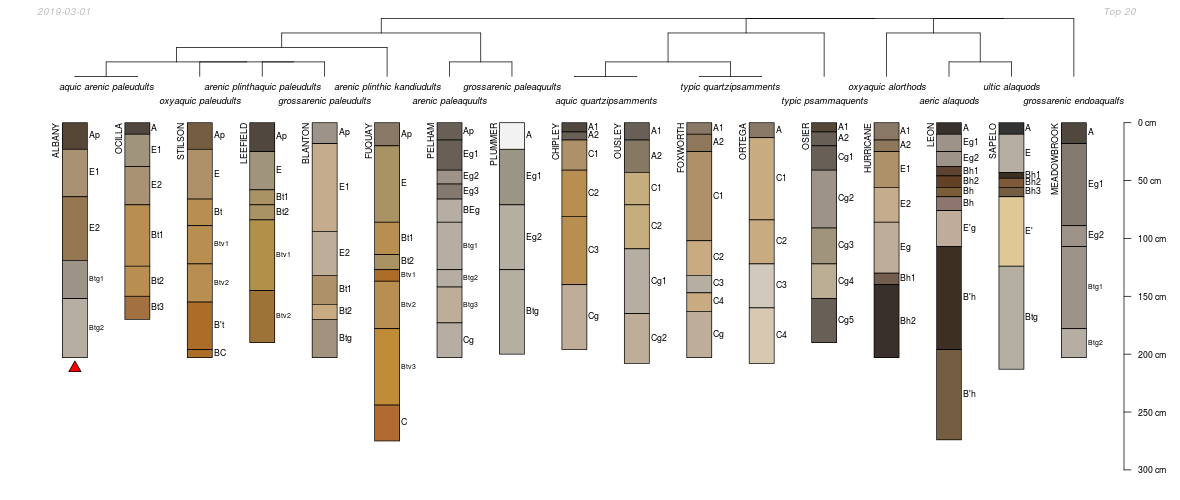 2019-03-01
Top 20
aquic arenic paleudults
arenic plinthaquic paleudults
arenic plinthic kandiudults
grossarenic paleaquults
typic quartzipsamments
oxyaquic alorthods
ultic alaquods
oxyaquic paleudults
grossarenic paleudults
arenic paleaquults
aquic quartzipsamments
typic psammaquents
aeric alaquods
grossarenic endoaqualfs
ALBANY
Ap
E1
E2
Btg1
Btg2
OCILLA
A
E1
E2
Bt1
Bt2
Bt3
STILSON
Ap
E
Bt
Btv1
Btv2
B't
BC
LEEFIELD
Ap
E
Bt1
Bt2
Btv1
Btv2
BLANTON
Ap
E1
E2
Bt1
Bt2
Btg
FUQUAY
Ap
E
Bt1
Bt2
Btv1
Btv2
Btv3
C
PELHAM
Ap
Eg1
Eg2
Eg3
BEg
Btg1
Btg2
Btg3
Cg
PLUMMER
A
Eg1
Eg2
Btg
CHIPLEY
A1
A2
C1
C2
C3
Cg
OUSLEY
A1
A2
C1
C2
Cg1
Cg2
FOXWORTH
A1
A2
C1
C2
C3
C4
Cg
ORTEGA
A
C1
C2
C3
C4
OSIER
A1
A2
Cg1
Cg2
Cg3
Cg4
Cg5
HURRICANE
A1
A2
E1
E2
Eg
Bh1
Bh2
LEON
A
Eg1
Eg2
Bh1
Bh2
Bh
Bh
E'g
B'h
B'h
SAPELO
A
E
Bh1
Bh2
Bh3
E'
Btg
MEADOWBROOK
A
Eg1
Eg2
Btg1
Btg2
0 cm
50 cm
100 cm
150 cm
200 cm
250 cm
300 cm